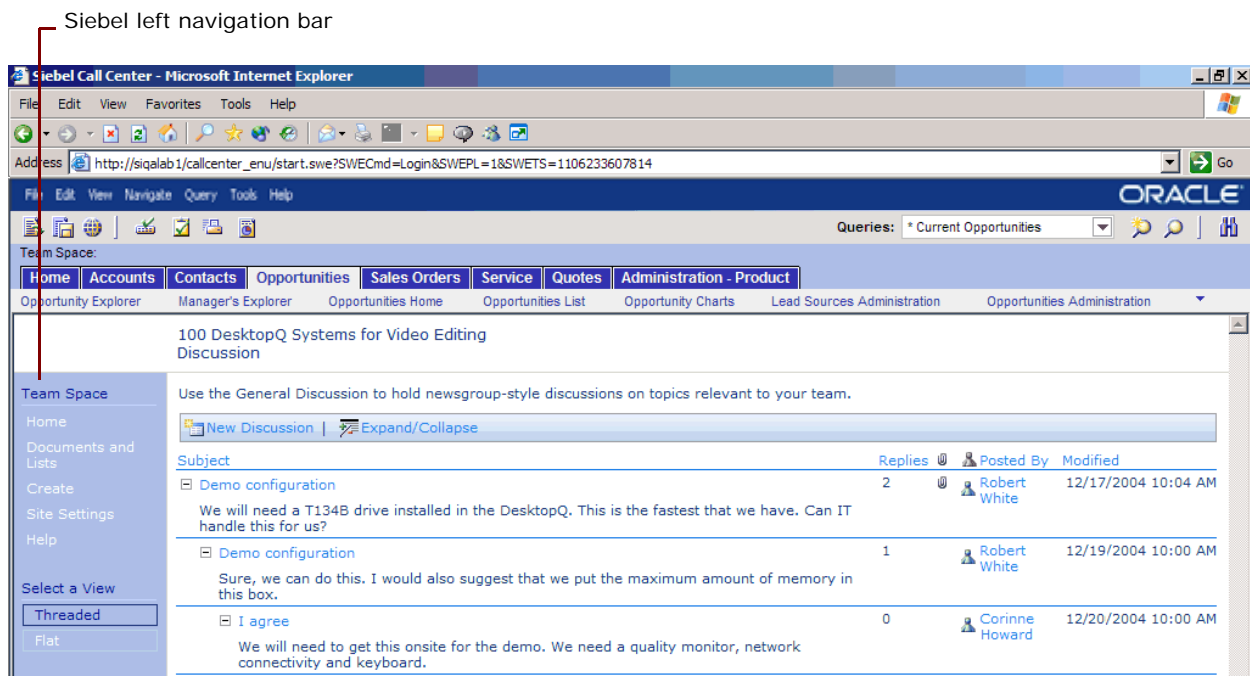 Siebel left navigation bar
Siebel Call Center - Microsoft Internet Explorer
File Edit View Favorites Tools Help
Address http://siqalab1/callcenter_enu/start.swe?SWECmd=Login&SWEPL=1&SWETS=1106233607814 Go
File Edit View Navigate Query Tools Help
ORACLE
Queries: * Current Opportunities
Team Space:
Home Accounts Contacts Opportunities Sales Orders Service Quotes Administration - Product
Opportunity Explorer Manager's Explorer Opportunities Home Opportunities List Opportunity Charts Lead Sources Administration Opportunities Administration
100 DesktopQ Systems for Video Editing
Discussion
Team Space
Home
Documents and
Lists
Create
Site Settings
Help
Select a View
Threaded
Flat
Use the General Discussion to hold newsgroup-style discussions on topics relevant to your team.
New Discussion | Expand/Collapse
Subject Replies Posted By Modified
Demo configuration 2 Robert White 12/17/2004 10:04 AM
We will need a T134B drive installed in the DesktopQ. This is the fastest that we have. Can IT
handle this for us?
Demo configuration 1 Robert White 12/19/2004 10:00 AM
Sure, we can do this. I would also suggest that we put the maximum amount of memory in
this box.
I agree 0 Corinne Howard 12/20/2004 10:00 AM
We will need to get this onsite for the demo. We need a quality monitor, network
connectivity and keyboard.